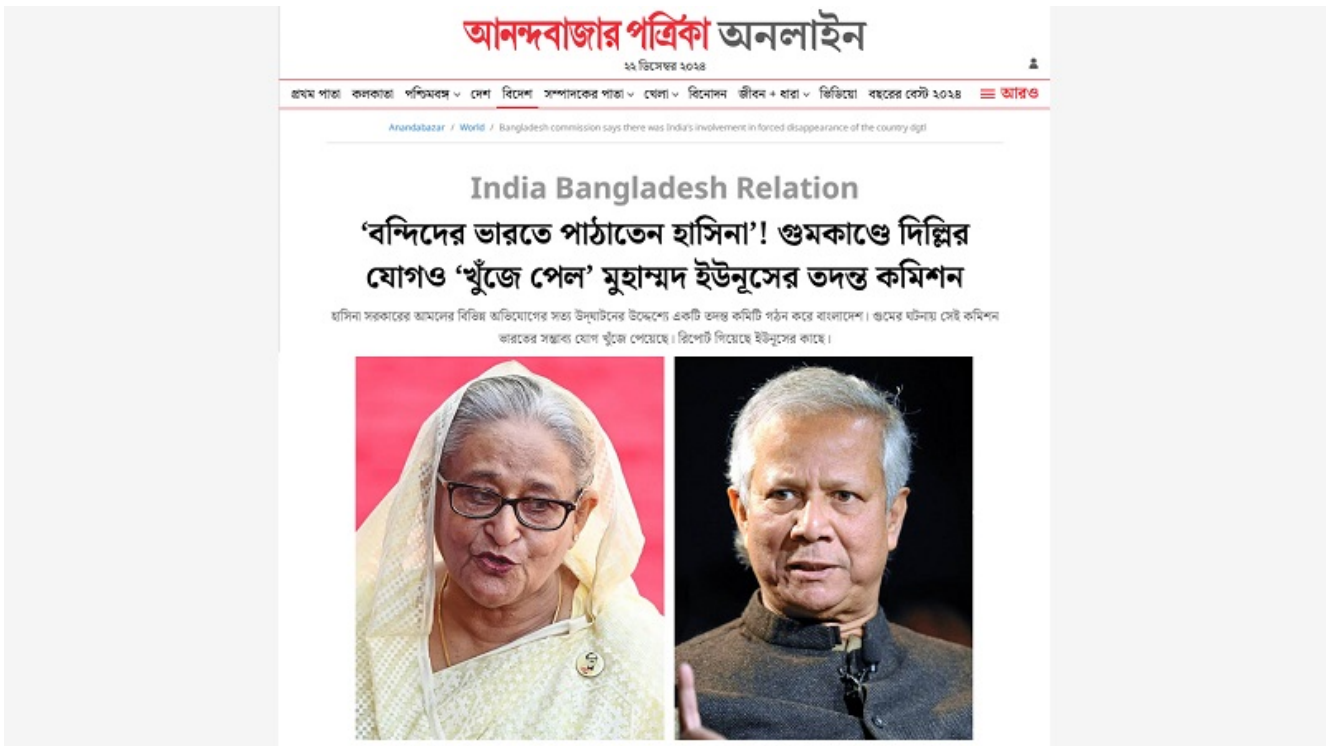 আনন্দবাজার পত্রিকা অনলাইন
২২ ডিসেম্বর ২০২৪
প্রথম পাতা কলকাতা পশ্চিমবঙ্গ দেশ বিদেশ সম্পাদকের পাতা খেলা বিনোদন জীবন + ধারা ভিডিয়ো বছরের বেস্ট ২০২৪ আরও
Anandabazar / World / Bangladesh commission says there was India's involvement in forced disappearance of the country dgtl
India Bangladesh Relation
‘বন্দিদের ভারতে পাঠাতেন হাসিনা’! গুমকাণ্ডে দিল্লির
যোগও ‘খুঁজে পেল’ মুহাম্মদ ইউনূসের তদন্ত কমিশন
হাসিনা সরকারের আমলের বিভিন্ন অভিযোগের সত্য উদ্‌ঘাটনের উদ্দেশ্যে একটি তদন্ত কমিটি গঠন করে বাংলাদেশ। গুমের ঘটনায় সেই কমিশন
ভারতের সম্ভাব্য যোগ খুঁজে পেয়েছে। রিপোর্ট গিয়েছে ইউনূসের কাছে।